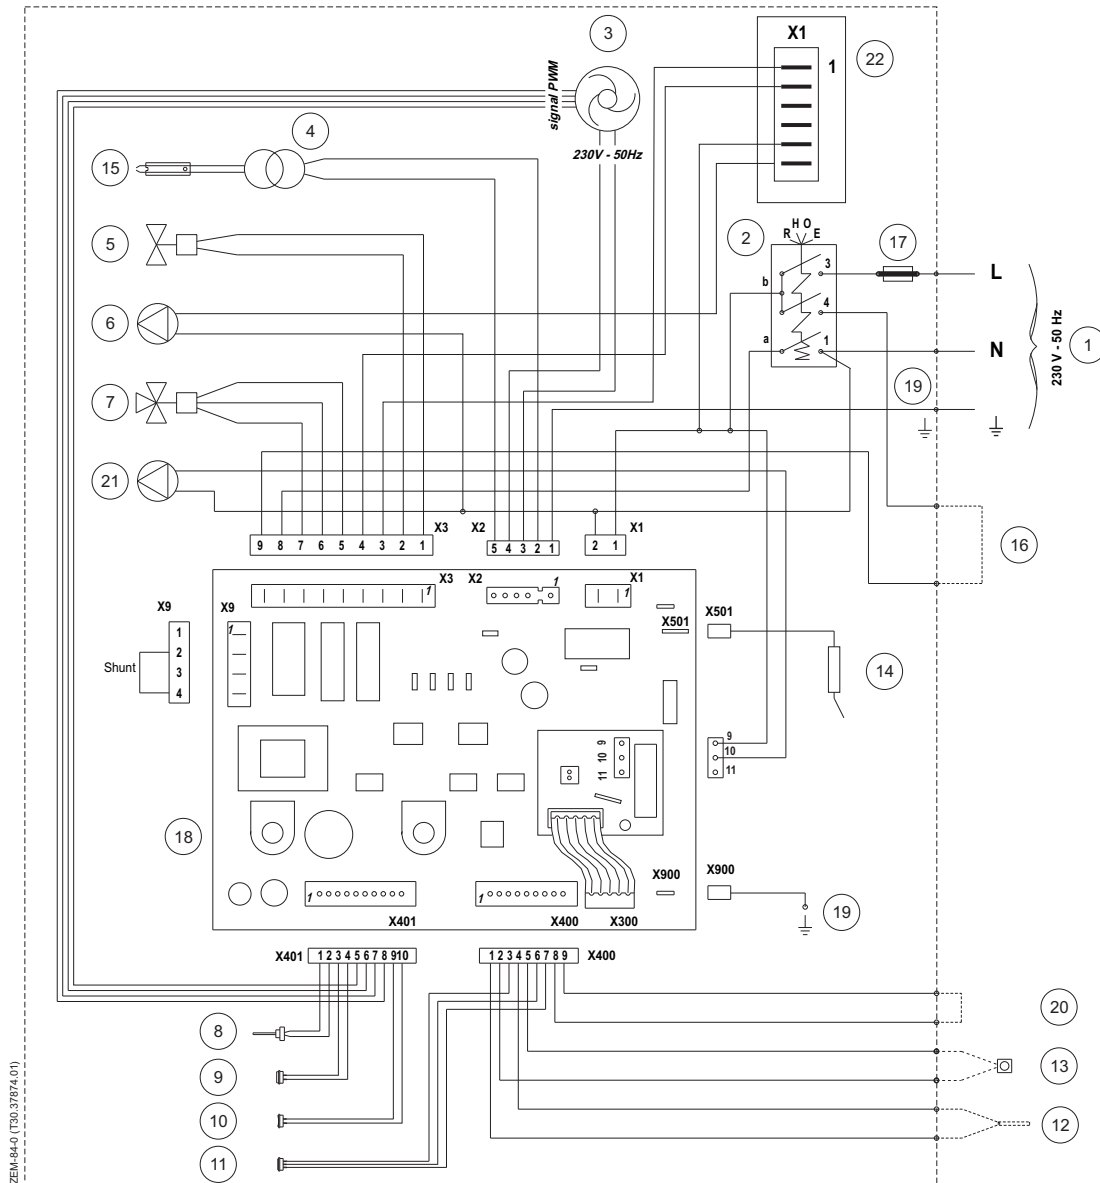 3
X1
1
22
signal PWM
230V - 50Hz
4
15
5
2
H O
R E
3
b
4
a
1
17
L
N
230 V - 50 Hz
1
6
7
19
21
X3
X2
X1
9 8 7 6 5 4 3 2 1
5 4 3 2 1
2 1
16
X3
X2
X1
1
1
1
X9
X9
1
1
2
3
4
Shunt
X501
X501
14
9
10
11
9
10
11
18
X900
X900
19
1
1
X401
X400
X300
X401
1 2 3 4 5 6 7 8 9 10
1 2 3 4 5 6 7 8 9
X400
8
20
9
13
10
12
11
ZEM-84-0 (T30.37874.01)